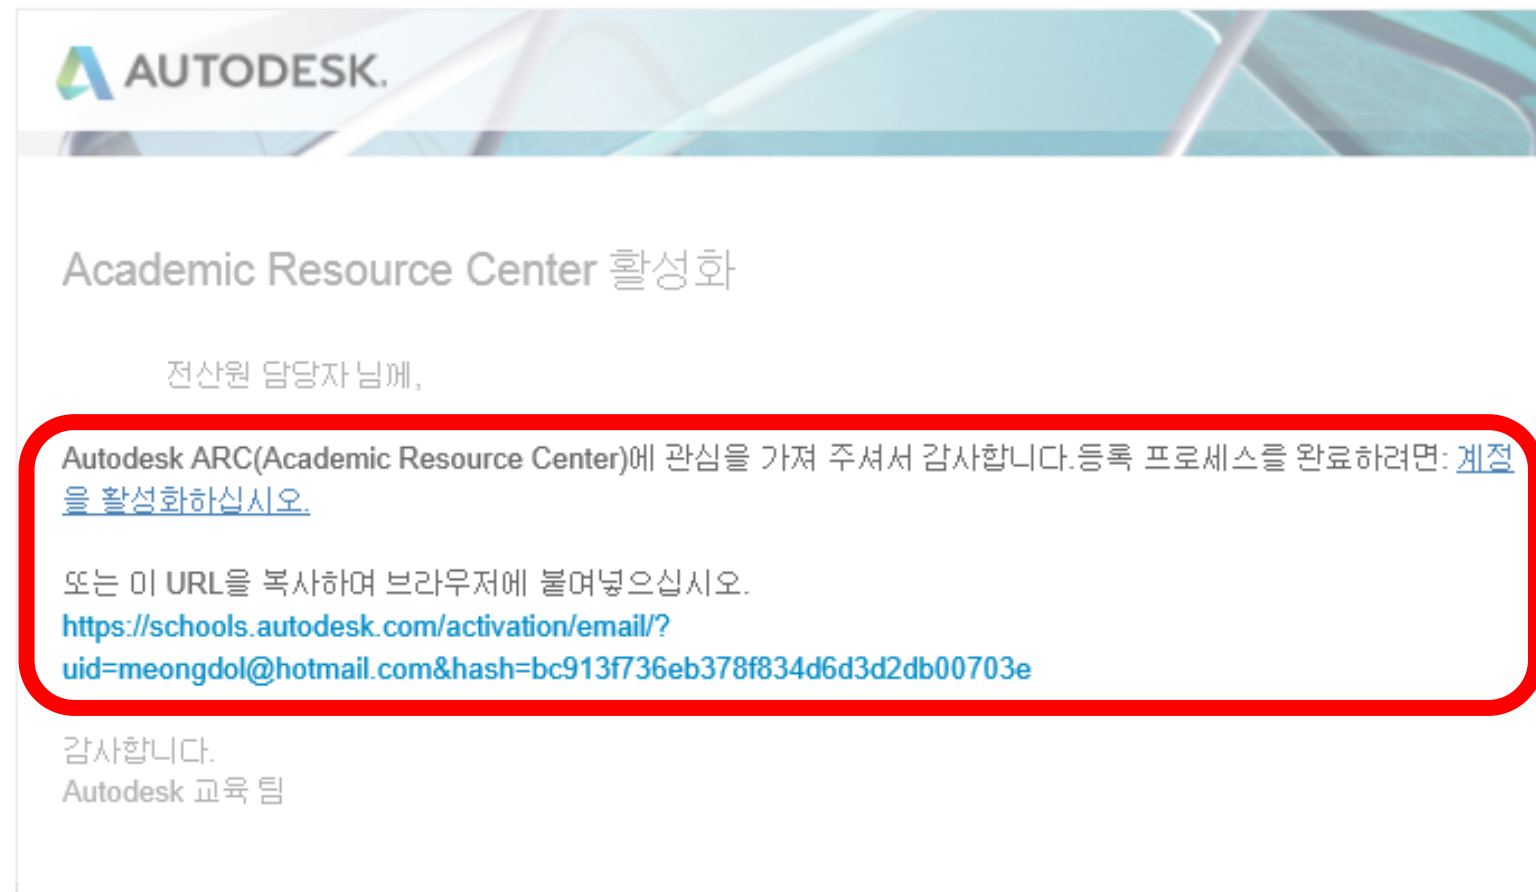 AUTODESK.
Academic Resource Center 활성화
전산원 담당자 님께,
Autodesk ARC(Academic Resource Center)에 관심을 가져 주셔서 감사합니다.등록 프로세스를 완료하려면: 계정
을 활성화하십시오.
또는 이 URL을 복사하여 브라우저에 붙여넣으십시오.
https://schools.autodesk.com/activation/email/?
uid=meongdol@hotmail.com&hash=bc913f736eb378f834d6d3d2db00703e
감사합니다.
Autodesk 교육 팀